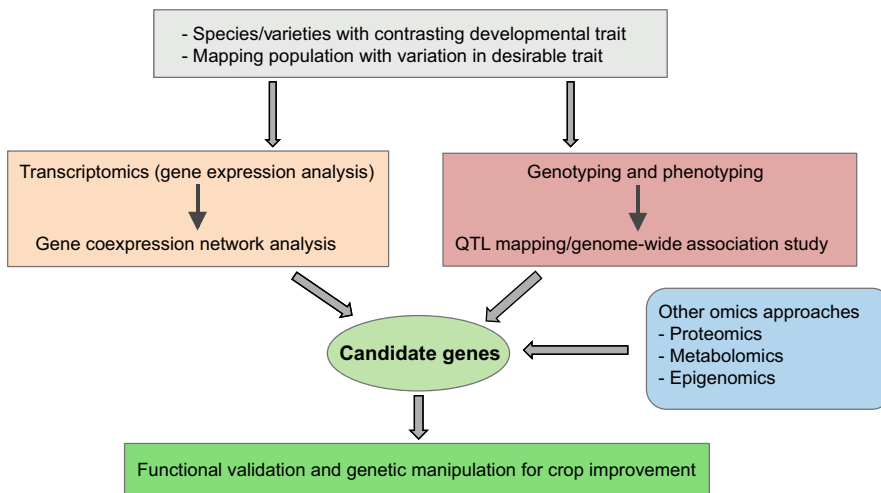 - Species/varieties with contrasting developmental trait
- Mapping population with variation in desirable trait
Transcriptomics (gene expression analysis)
Gene coexpression network analysis
Genotyping and phenotyping
QTL mapping/genome-wide association study
Other omics approaches
- Proteomics
- Metabolomics
- Epigenomics
Candidate genes
Functional validation and genetic manipulation for crop improvement